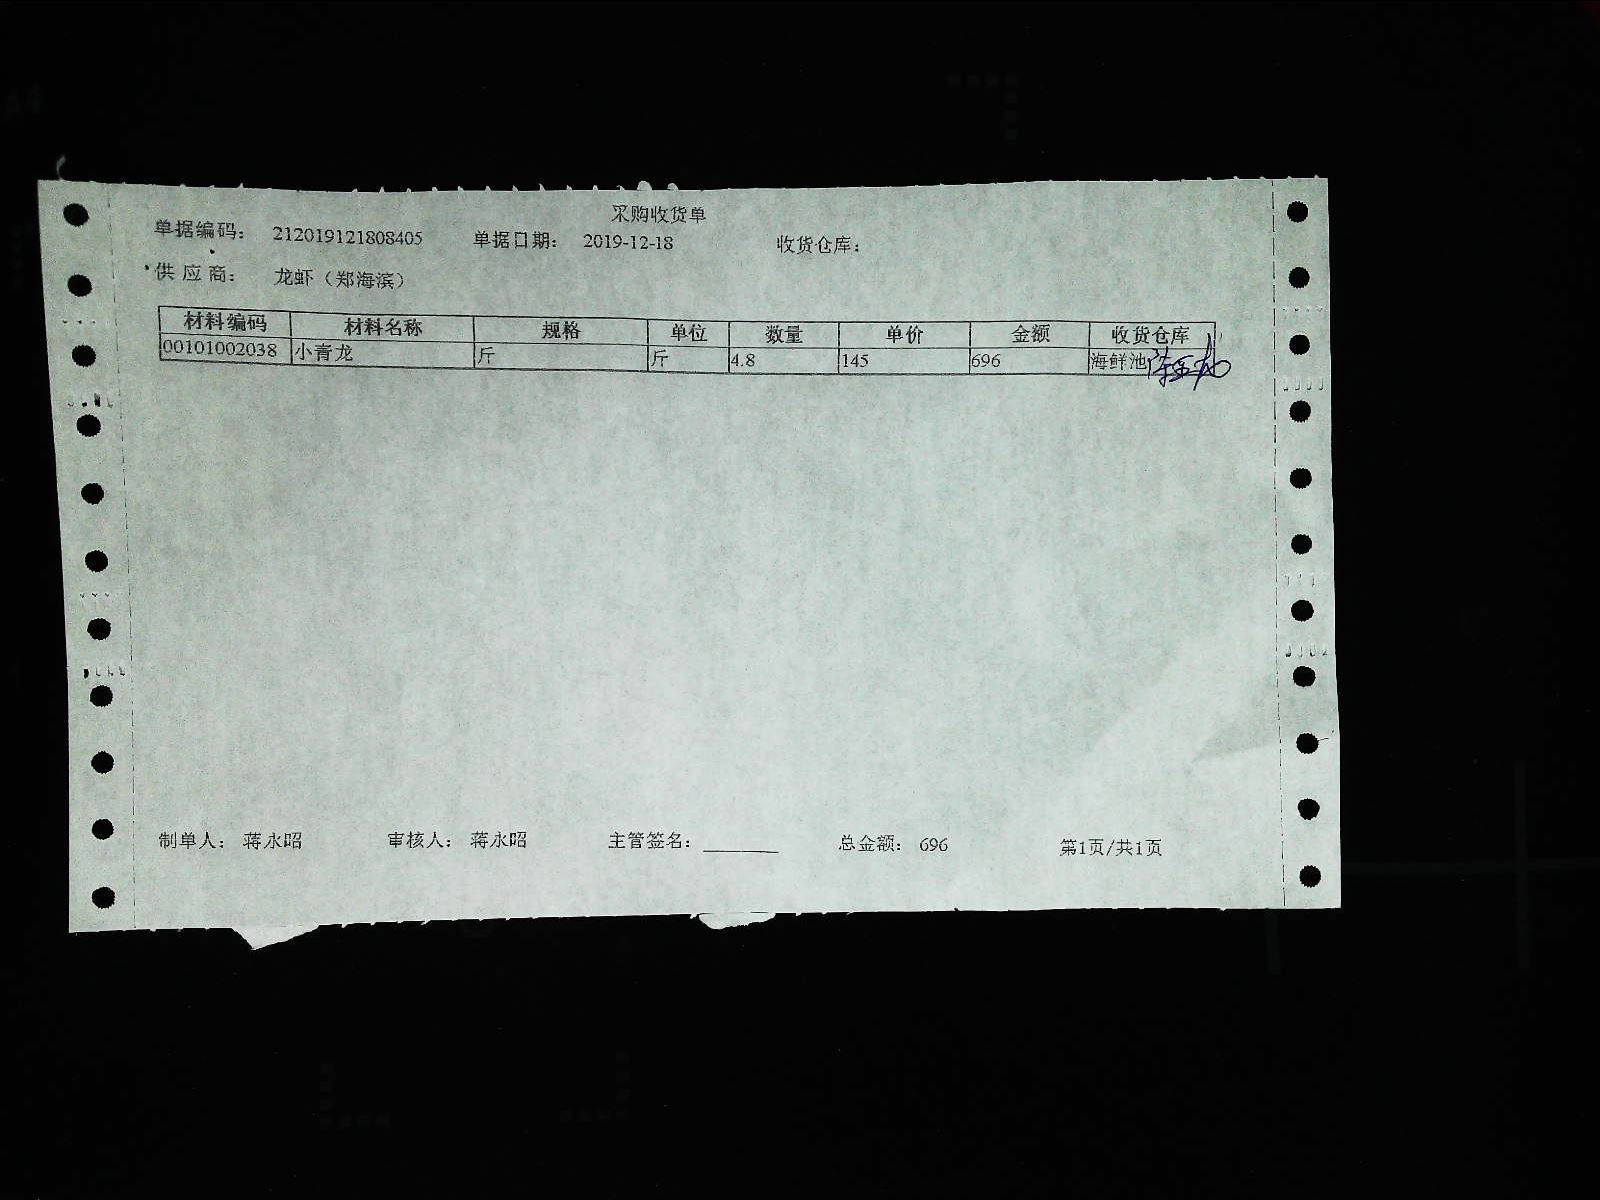 采购收货单
单据编码： 212019121808405 单据日期： 2019-12-18 收货仓库：
供 应 商： 龙虾（郑海滨）
材料编码 材料名称 规格 单位 数量 单价 金额 收货仓库
00101002038 小青龙 斤 斤 4.8 145 696 海鲜池
制单人： 蒋永昭 审核人： 蒋永昭 主管签名： 总金额： 696 第1页/共1页